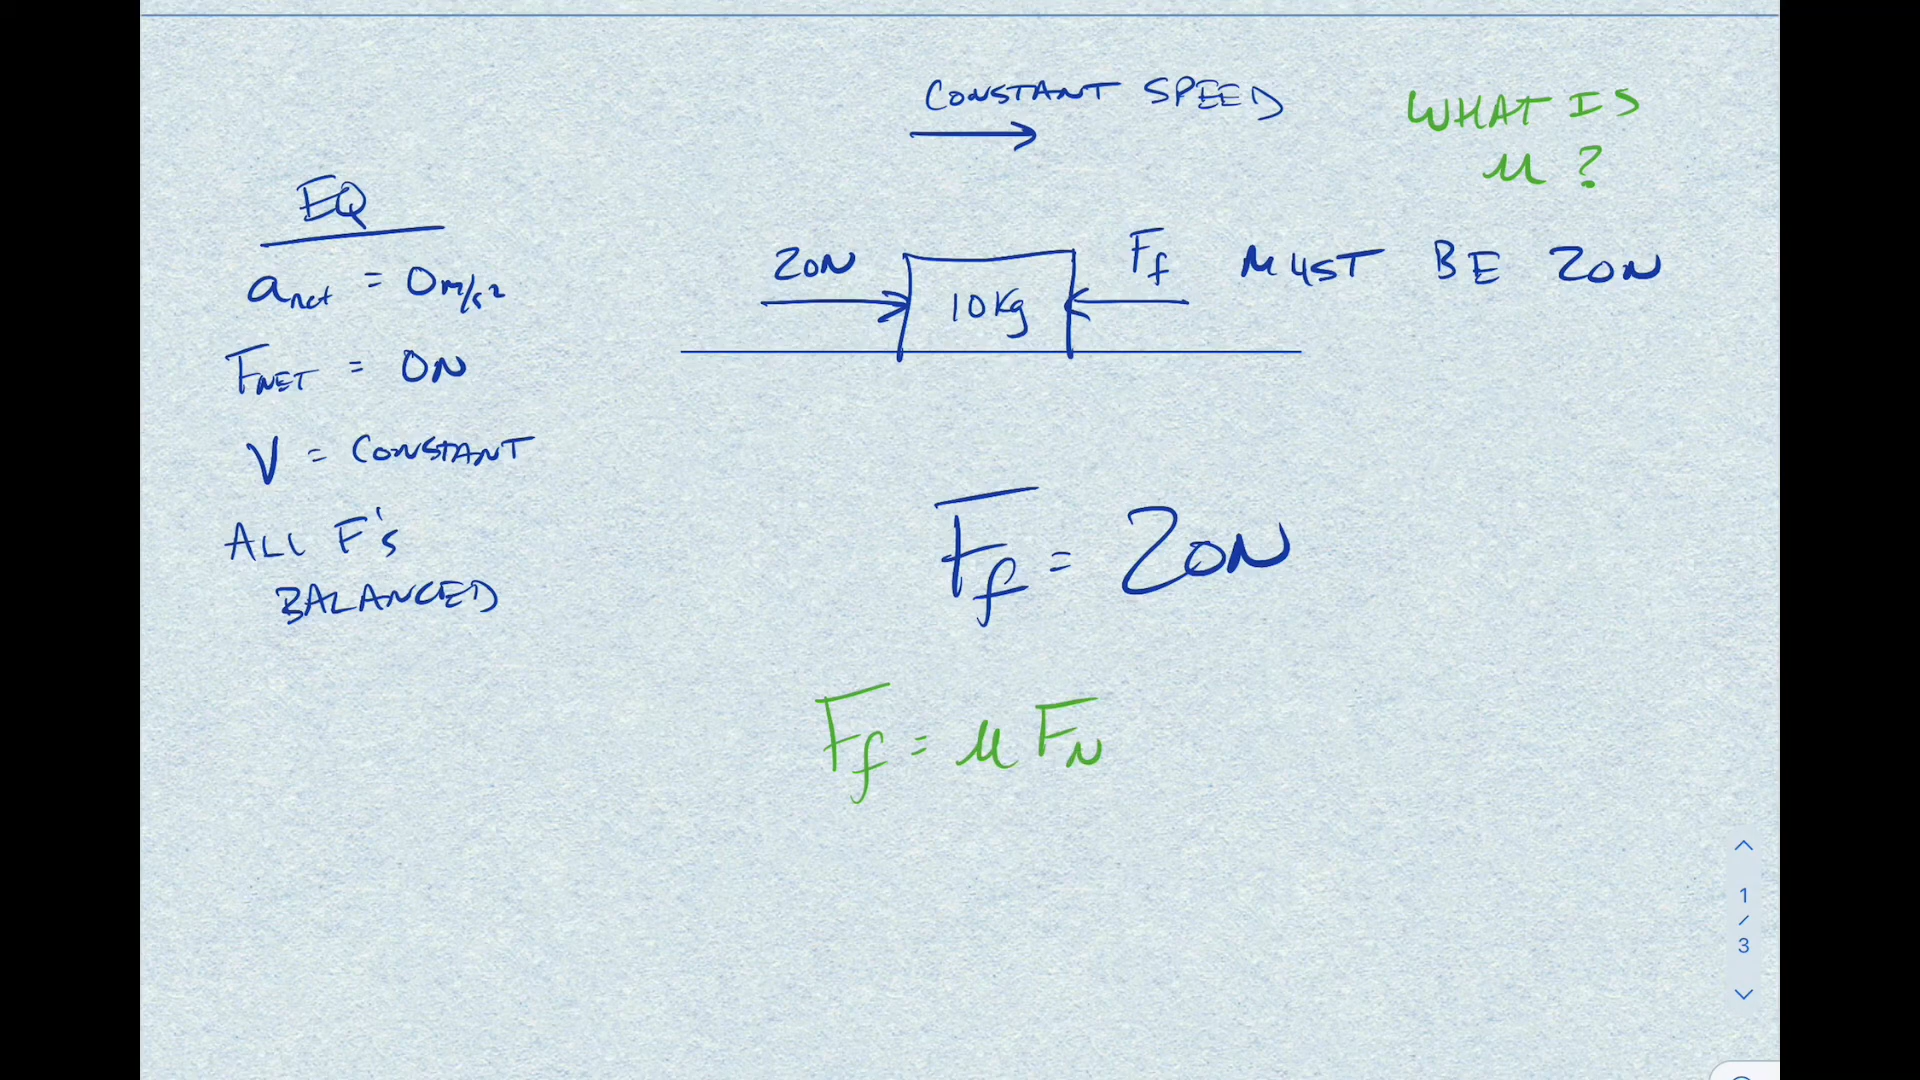 CONSTANT SPEED
WHAT IS
μ ?
EQ
a_net = 0 m/s²
F_NET = 0N
V = CONSTANT
ALL F's
BALANCED
20N
10 Kg
F_f MUST BE 20N
F_f = 20N
F_f = μ F_N
1
/
3